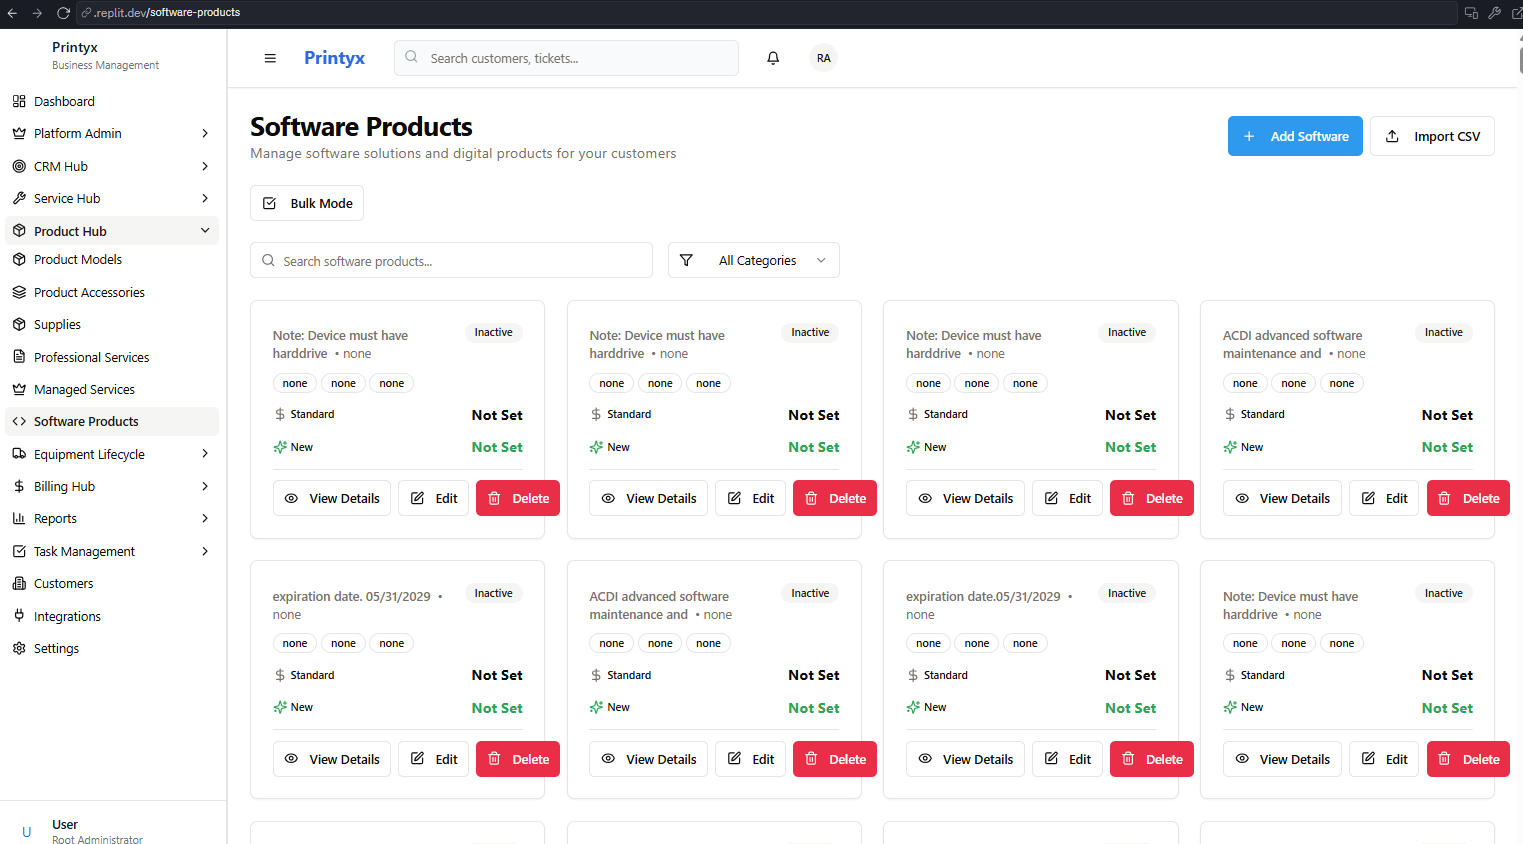 .replit.dev/software-products
Printyx
Business Management
Dashboard
Platform Admin
CRM Hub
Service Hub
Product Hub
Product Models
Product Accessories
Supplies
Professional Services
Managed Services
Software Products
Equipment Lifecycle
Billing Hub
Reports
Task Management
Customers
Integrations
Settings
U
User
Root Administrator
Printyx
Search customers, tickets...
RA
Software Products
Manage software solutions and digital products for your customers
Add Software
Import CSV
Bulk Mode
Search software products...
All Categories
Note: Device must have
harddrive • none
Inactive
none none none
$ Standard Not Set
New Not Set
View Details Edit Delete
Note: Device must have
harddrive • none
Inactive
none none none
$ Standard Not Set
New Not Set
View Details Edit Delete
Note: Device must have
harddrive • none
Inactive
none none none
$ Standard Not Set
New Not Set
View Details Edit Delete
ACDI advanced software
maintenance and • none
Inactive
none none none
$ Standard Not Set
New Not Set
View Details Edit Delete
expiration date. 05/31/2029 •
none
Inactive
none none none
$ Standard Not Set
New Not Set
View Details Edit Delete
ACDI advanced software
maintenance and • none
Inactive
none none none
$ Standard Not Set
New Not Set
View Details Edit Delete
expiration date.05/31/2029 •
none
Inactive
none none none
$ Standard Not Set
New Not Set
View Details Edit Delete
Note: Device must have
harddrive • none
Inactive
none none none
$ Standard Not Set
New Not Set
View Details Edit Delete